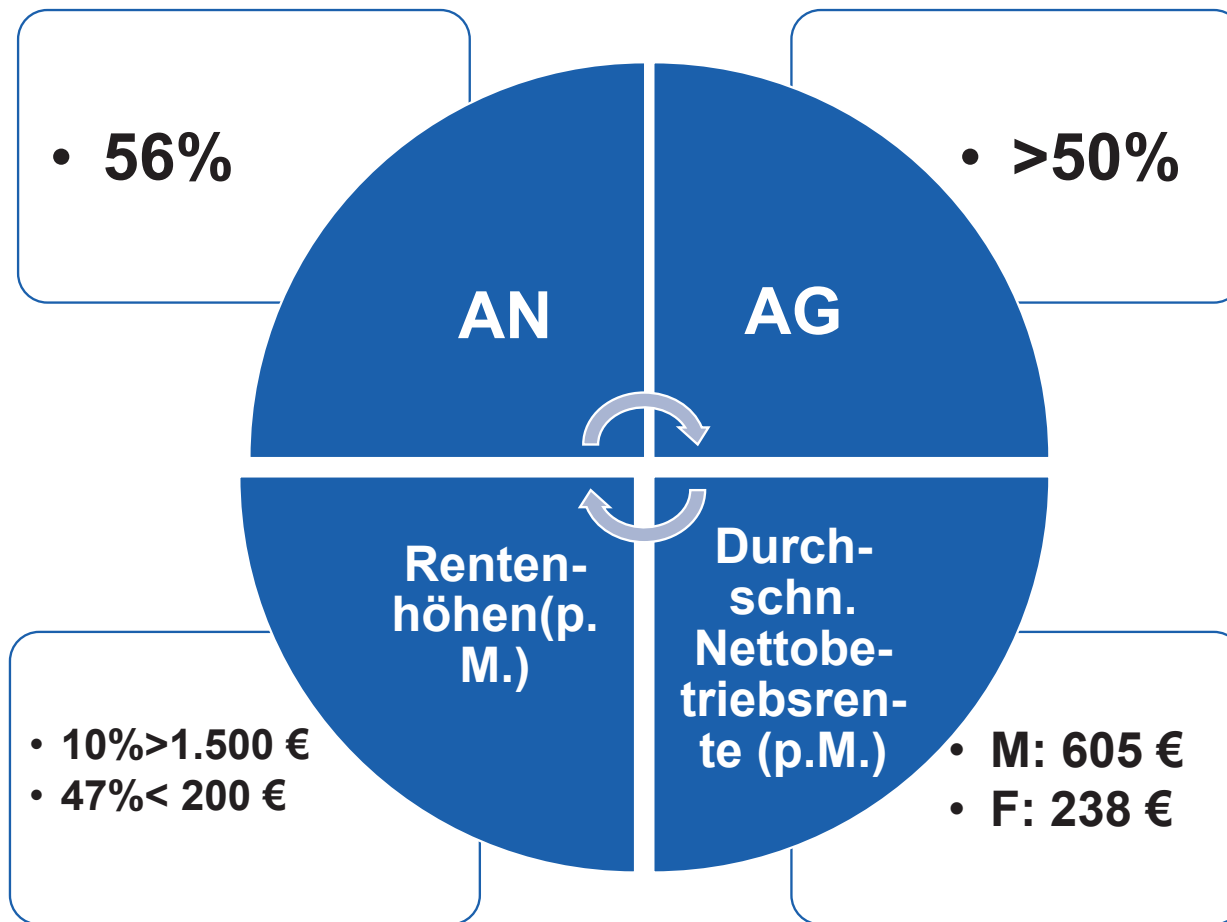 • 56%
• >50%
AN
AG
Renten-
höhen(p.
M.)
Durch-
schn.
Nettobe-
triebsren-
te (p.M.)
• 10%>1.500 €
• 47%< 200 €
• M: 605 €
• F: 238 €